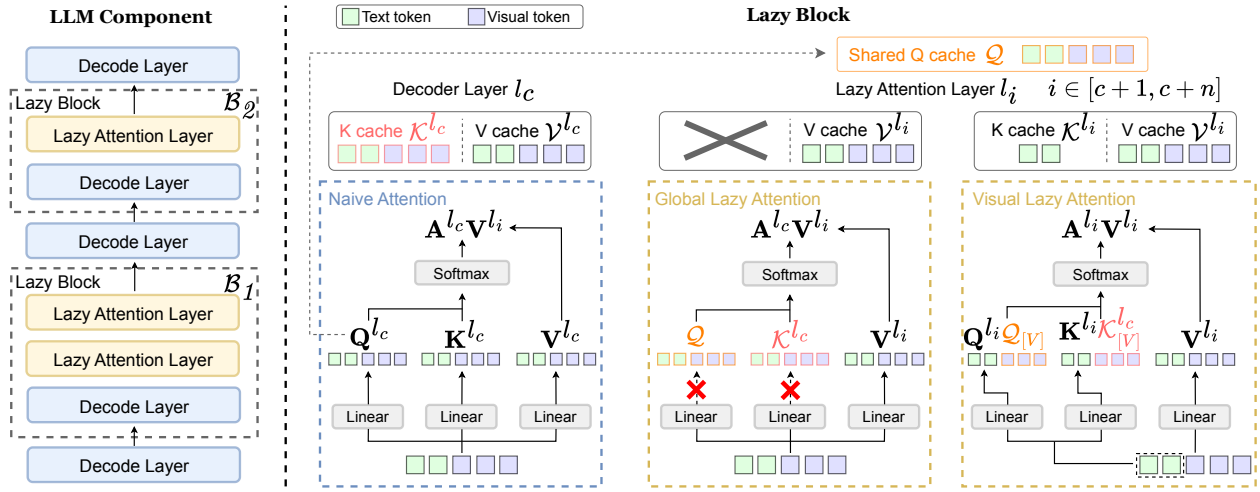 LLM Component
Decode Layer
Lazy Block
B_2
Lazy Attention Layer
Decode Layer
Decode Layer
Lazy Block
B_1
Lazy Attention Layer
Lazy Attention Layer
Decode Layer
Decode Layer
Text token
Visual token
Lazy Block
Shared Q cache Q
Decoder Layer l_c
Lazy Attention Layer l_i i ∈ [c + 1, c + n]
K cache K^{l_c}
V cache V^{l_c}
V cache V^{l_i}
K cache K^{l_i}
V cache V^{l_i}
Naive Attention
A^{l_c}V^{l_i}
Softmax
Q^{l_c}
K^{l_c}
V^{l_c}
Linear
Linear
Linear
Global Lazy Attention
A^{l_c}V^{l_i}
Softmax
Q
K^{l_c}
V^{l_i}
Linear
Linear
Linear
Visual Lazy Attention
A^{l_i}V^{l_i}
Softmax
Q^{l_i} Q_{[V]}
K^{l_i} K^{l_c}_{[V]}
V^{l_i}
Linear
Linear
Linear